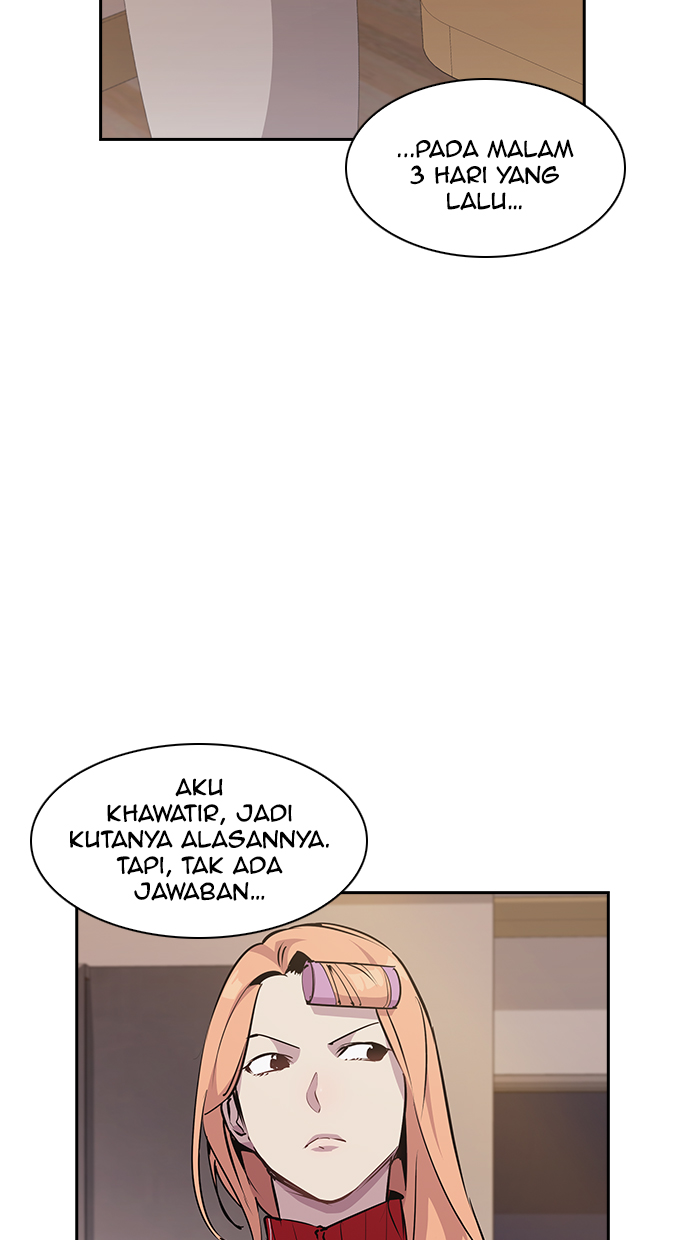 ...PADA MALAM
3 HARI YANG
LALU...
AKU
KHAWATIR, JADI
KUTANYA ALASANNYA.
TAPI, TAK ADA
JAWABAN...